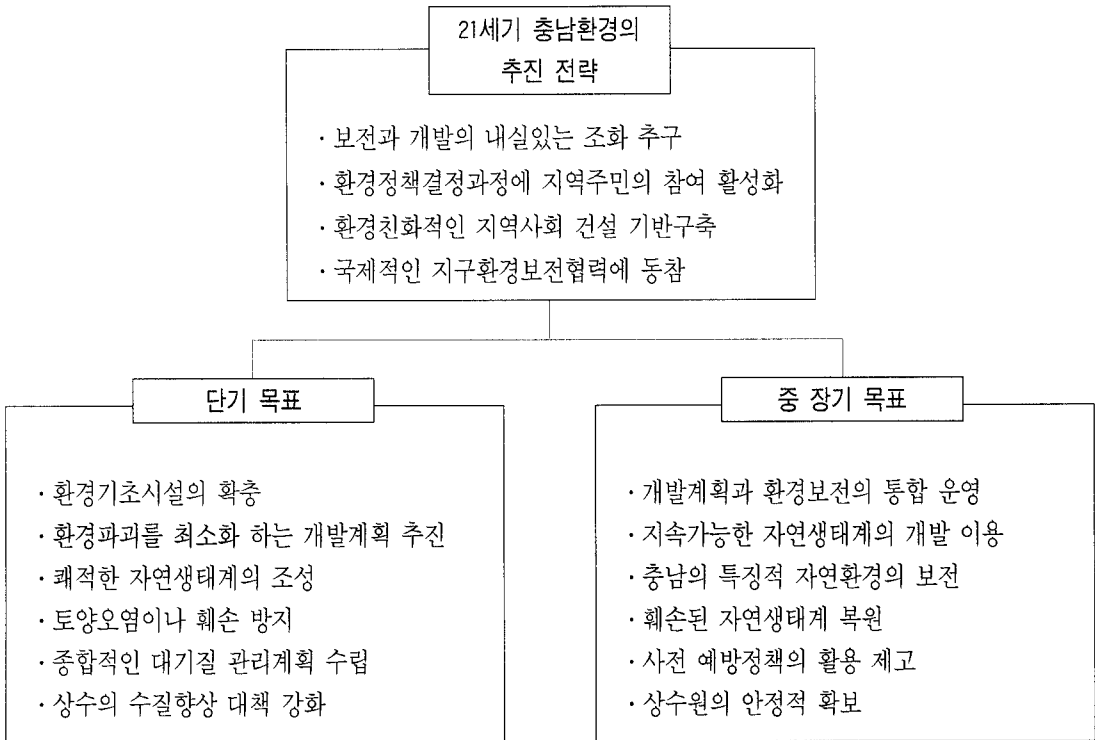 21세기 충남환경의
추진 전략
· 보전과 개발의 내실있는 조화 추구
· 환경정책결정과정에 지역주민의 참여 활성화
· 환경친화적인 지역사회 건설 기반구축
· 국제적인 지구환경보전협력에 동참
단기 목표
· 환경기초시설의 확충
· 환경파괴를 최소화 하는 개발계획 추진
· 쾌적한 자연생태계의 조성
· 토양오염이나 훼손 방지
· 종합적인 대기질 관리계획 수립
· 상수의 수질향상 대책 강화
중 장기 목표
· 개발계획과 환경보전의 통합 운영
· 지속가능한 자연생태계의 개발 이용
· 충남의 특징적 자연환경의 보전
· 훼손된 자연생태계 복원
· 사전 예방정책의 활용 제고
· 상수원의 안정적 확보